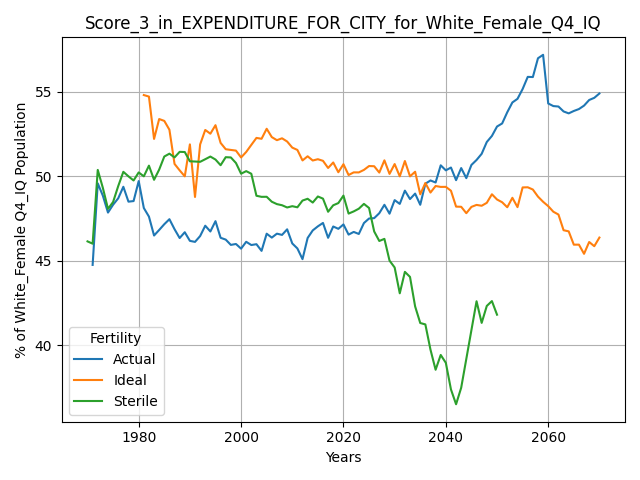 Score_3_in_EXPENDITURE_FOR_CITY_for_White_Female_Q4_IQ
% of White_Female Q4_IQ Population
55
50
45
40
Fertility
Actual
Ideal
Sterile
1980
2000
2020
2040
2060
Years